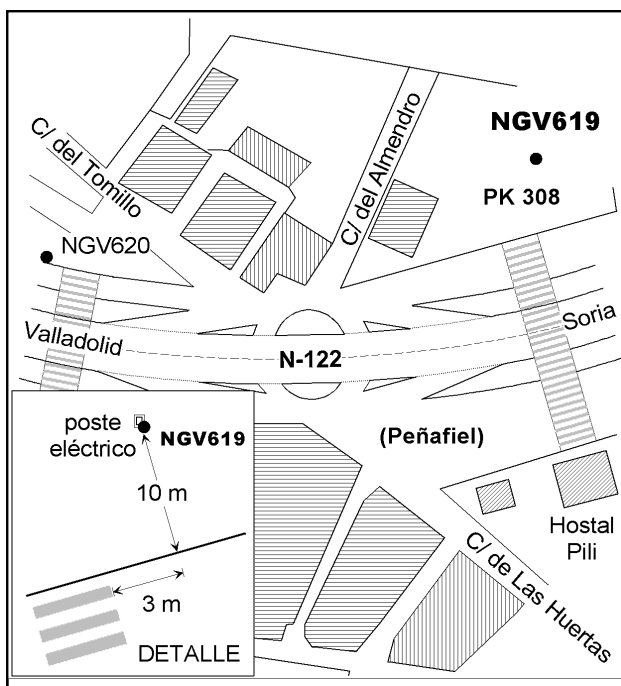 C/ del Tomillo
C/ del Almendro
NGV619
PK 308
NGV620
Valladolid
Soria
N-122
(Peñafiel)
Hostal
Pili
C/ de Las Huertas
poste
eléctrico
NGV619
10 m
3 m
DETALLE